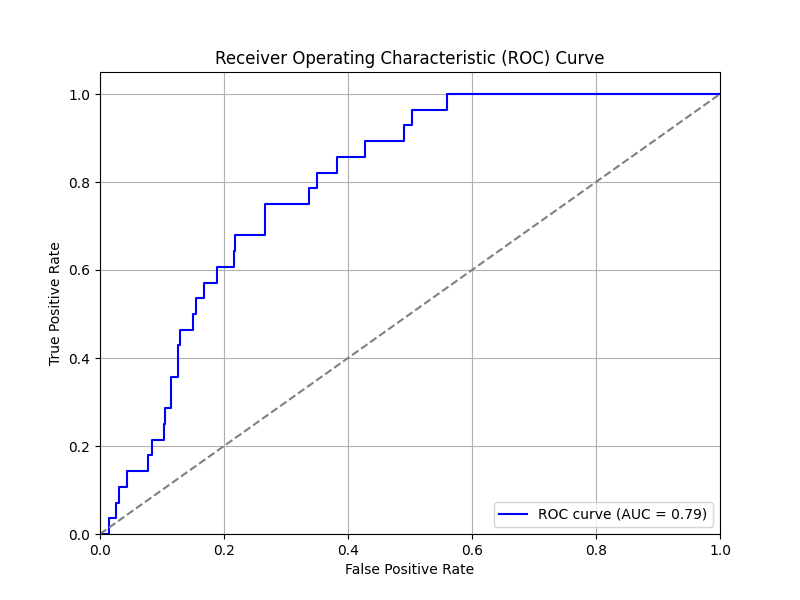 Receiver Operating Characteristic (ROC) Curve
True Positive Rate
1.0
0.8
0.6
0.4
0.2
0.0
ROC curve (AUC = 0.79)
0.0 0.2 0.4 0.6 0.8 1.0
False Positive Rate